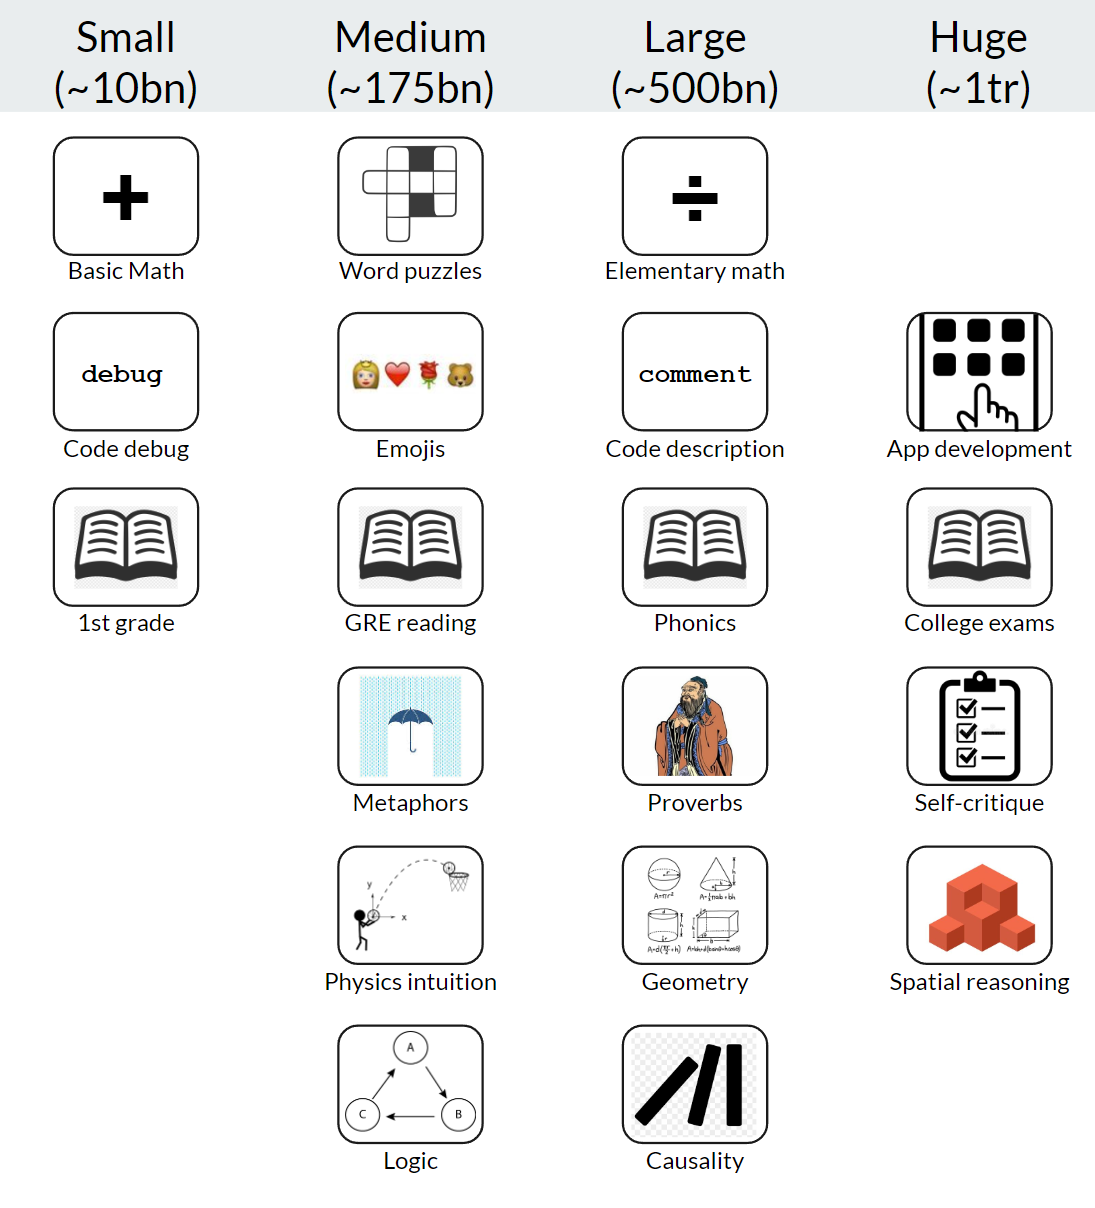 Small
(~10bn)
Medium
(~175bn)
Large
(~500bn)
Huge
(~1tr)
Basic Math
Word puzzles
Elementary math
debug
comment
Code debug
Emojis
Code description
App development
1st grade
GRE reading
Phonics
College exams
Metaphors
Proverbs
Self-critique
y
x
Physics intuition
Geometry
Spatial reasoning
A
C
B
Logic
Causality